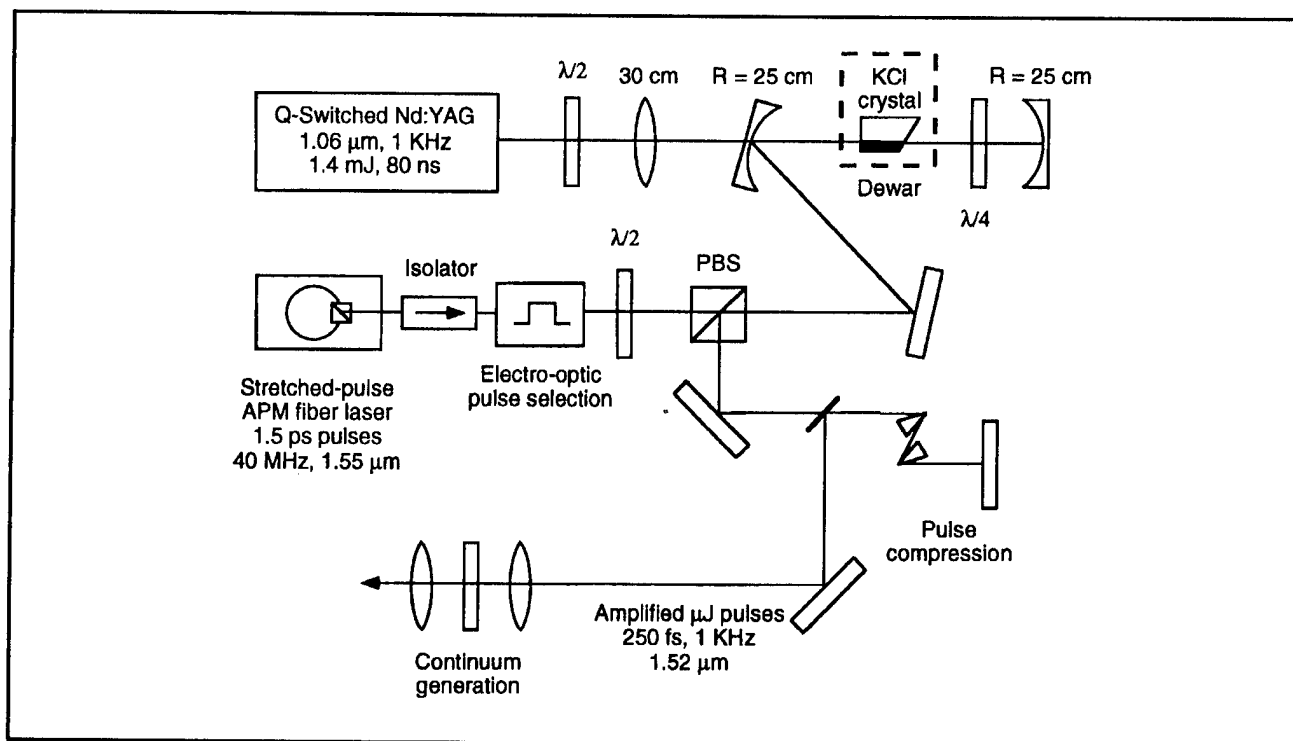 λ/2
30 cm
R = 25 cm
KCl
crystal
R = 25 cm
Q-Switched Nd:YAG
1.06 μm, 1 KHz
1.4 mJ, 80 ns
Dewar
λ/4
λ/2
Isolator
PBS
Electro-optic
pulse selection
Stretched-pulse
APM fiber laser
1.5 ps pulses
40 MHz, 1.55 μm
Pulse
compression
Amplified μJ pulses
250 fs, 1 KHz
1.52 μm
Continuum
generation